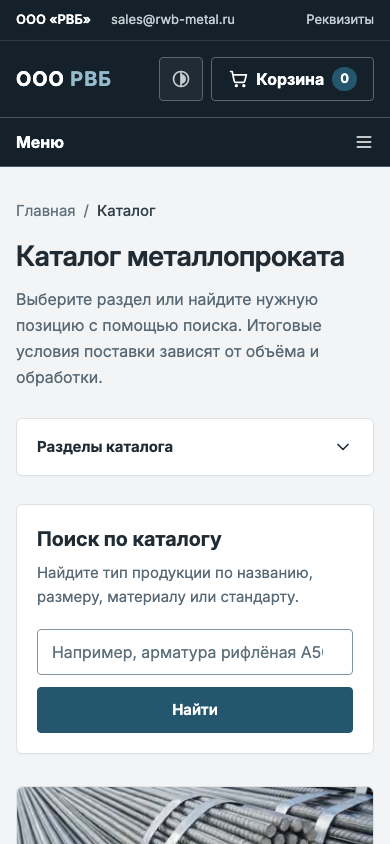 ООО «РВБ» sales@rwb-metal.ru Реквизиты
ООО РВБ
Корзина 0
Меню
Главная / Каталог
Каталог металлопроката
Выберите раздел или найдите нужную
позицию с помощью поиска. Итоговые
условия поставки зависят от объёма и
обработки.
Разделы каталога
Поиск по каталогу
Найдите тип продукции по названию,
размеру, материалу или стандарту.
Например, арматура рифлёная А50
Найти